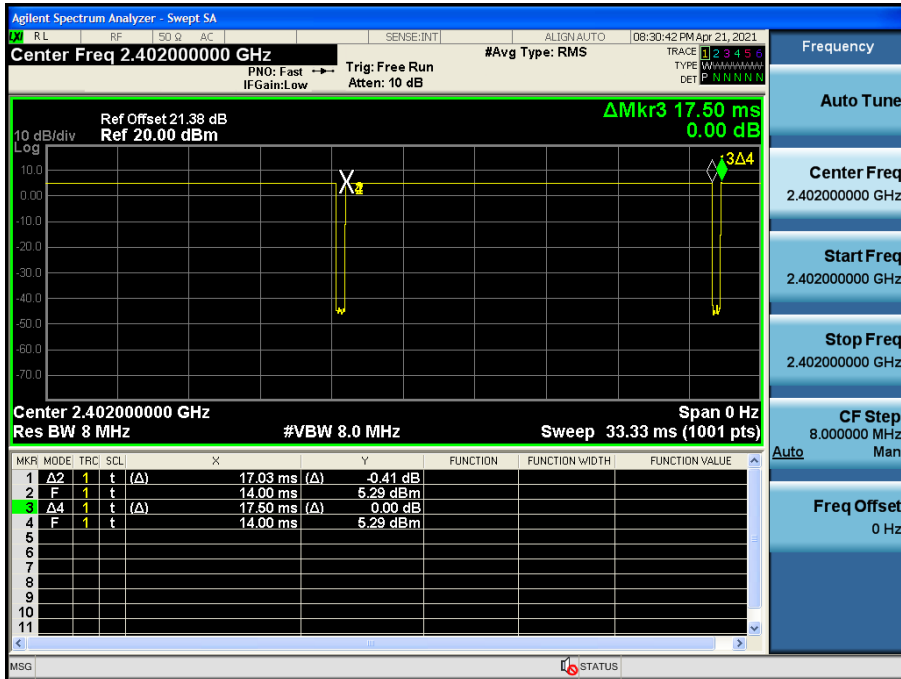 Agilent Spectrum Analyzer - Swept SA
LXI RL RF 50 Ω AC SENSE:INT ALIGN AUTO 08:30:42 PM Apr 21, 2021
Center Freq 2.402000000 GHz #Avg Type: RMS TRACE 1 2 3 4 5 6
PNO: Fast Trig: Free Run TYPE WWWWWW
IFGain:Low Atten: 10 dB DET P N N N N N
Frequency
Auto Tune
Center Freq
2.402000000 GHz
Start Freq
2.402000000 GHz
Stop Freq
2.402000000 GHz
CF Step
8.000000 MHz
Auto Man
Freq Offset
0 Hz
ΔMkr3 17.50 ms
0.00 dB
Ref Offset 21.38 dB
10 dB/div Ref 20.00 dBm
Log
3Δ4
10.0
0.00
-10.0
-20.0
-30.0
-40.0
-50.0
-60.0
-70.0
Center 2.402000000 GHz Span 0 Hz
Res BW 8 MHz #VBW 8.0 MHz Sweep 33.33 ms (1001 pts)
MKR MODE TRC SCL X Y FUNCTION FUNCTION WIDTH FUNCTION VALUE
1 Δ2 1 t (Δ) 17.03 ms (Δ) -0.41 dB
2 F 1 t 14.00 ms 5.29 dBm
3 Δ4 1 t (Δ) 17.50 ms (Δ) 0.00 dB
4 F 1 t 14.00 ms 5.29 dBm
5
6
7
8
9
10
11
MSG STATUS